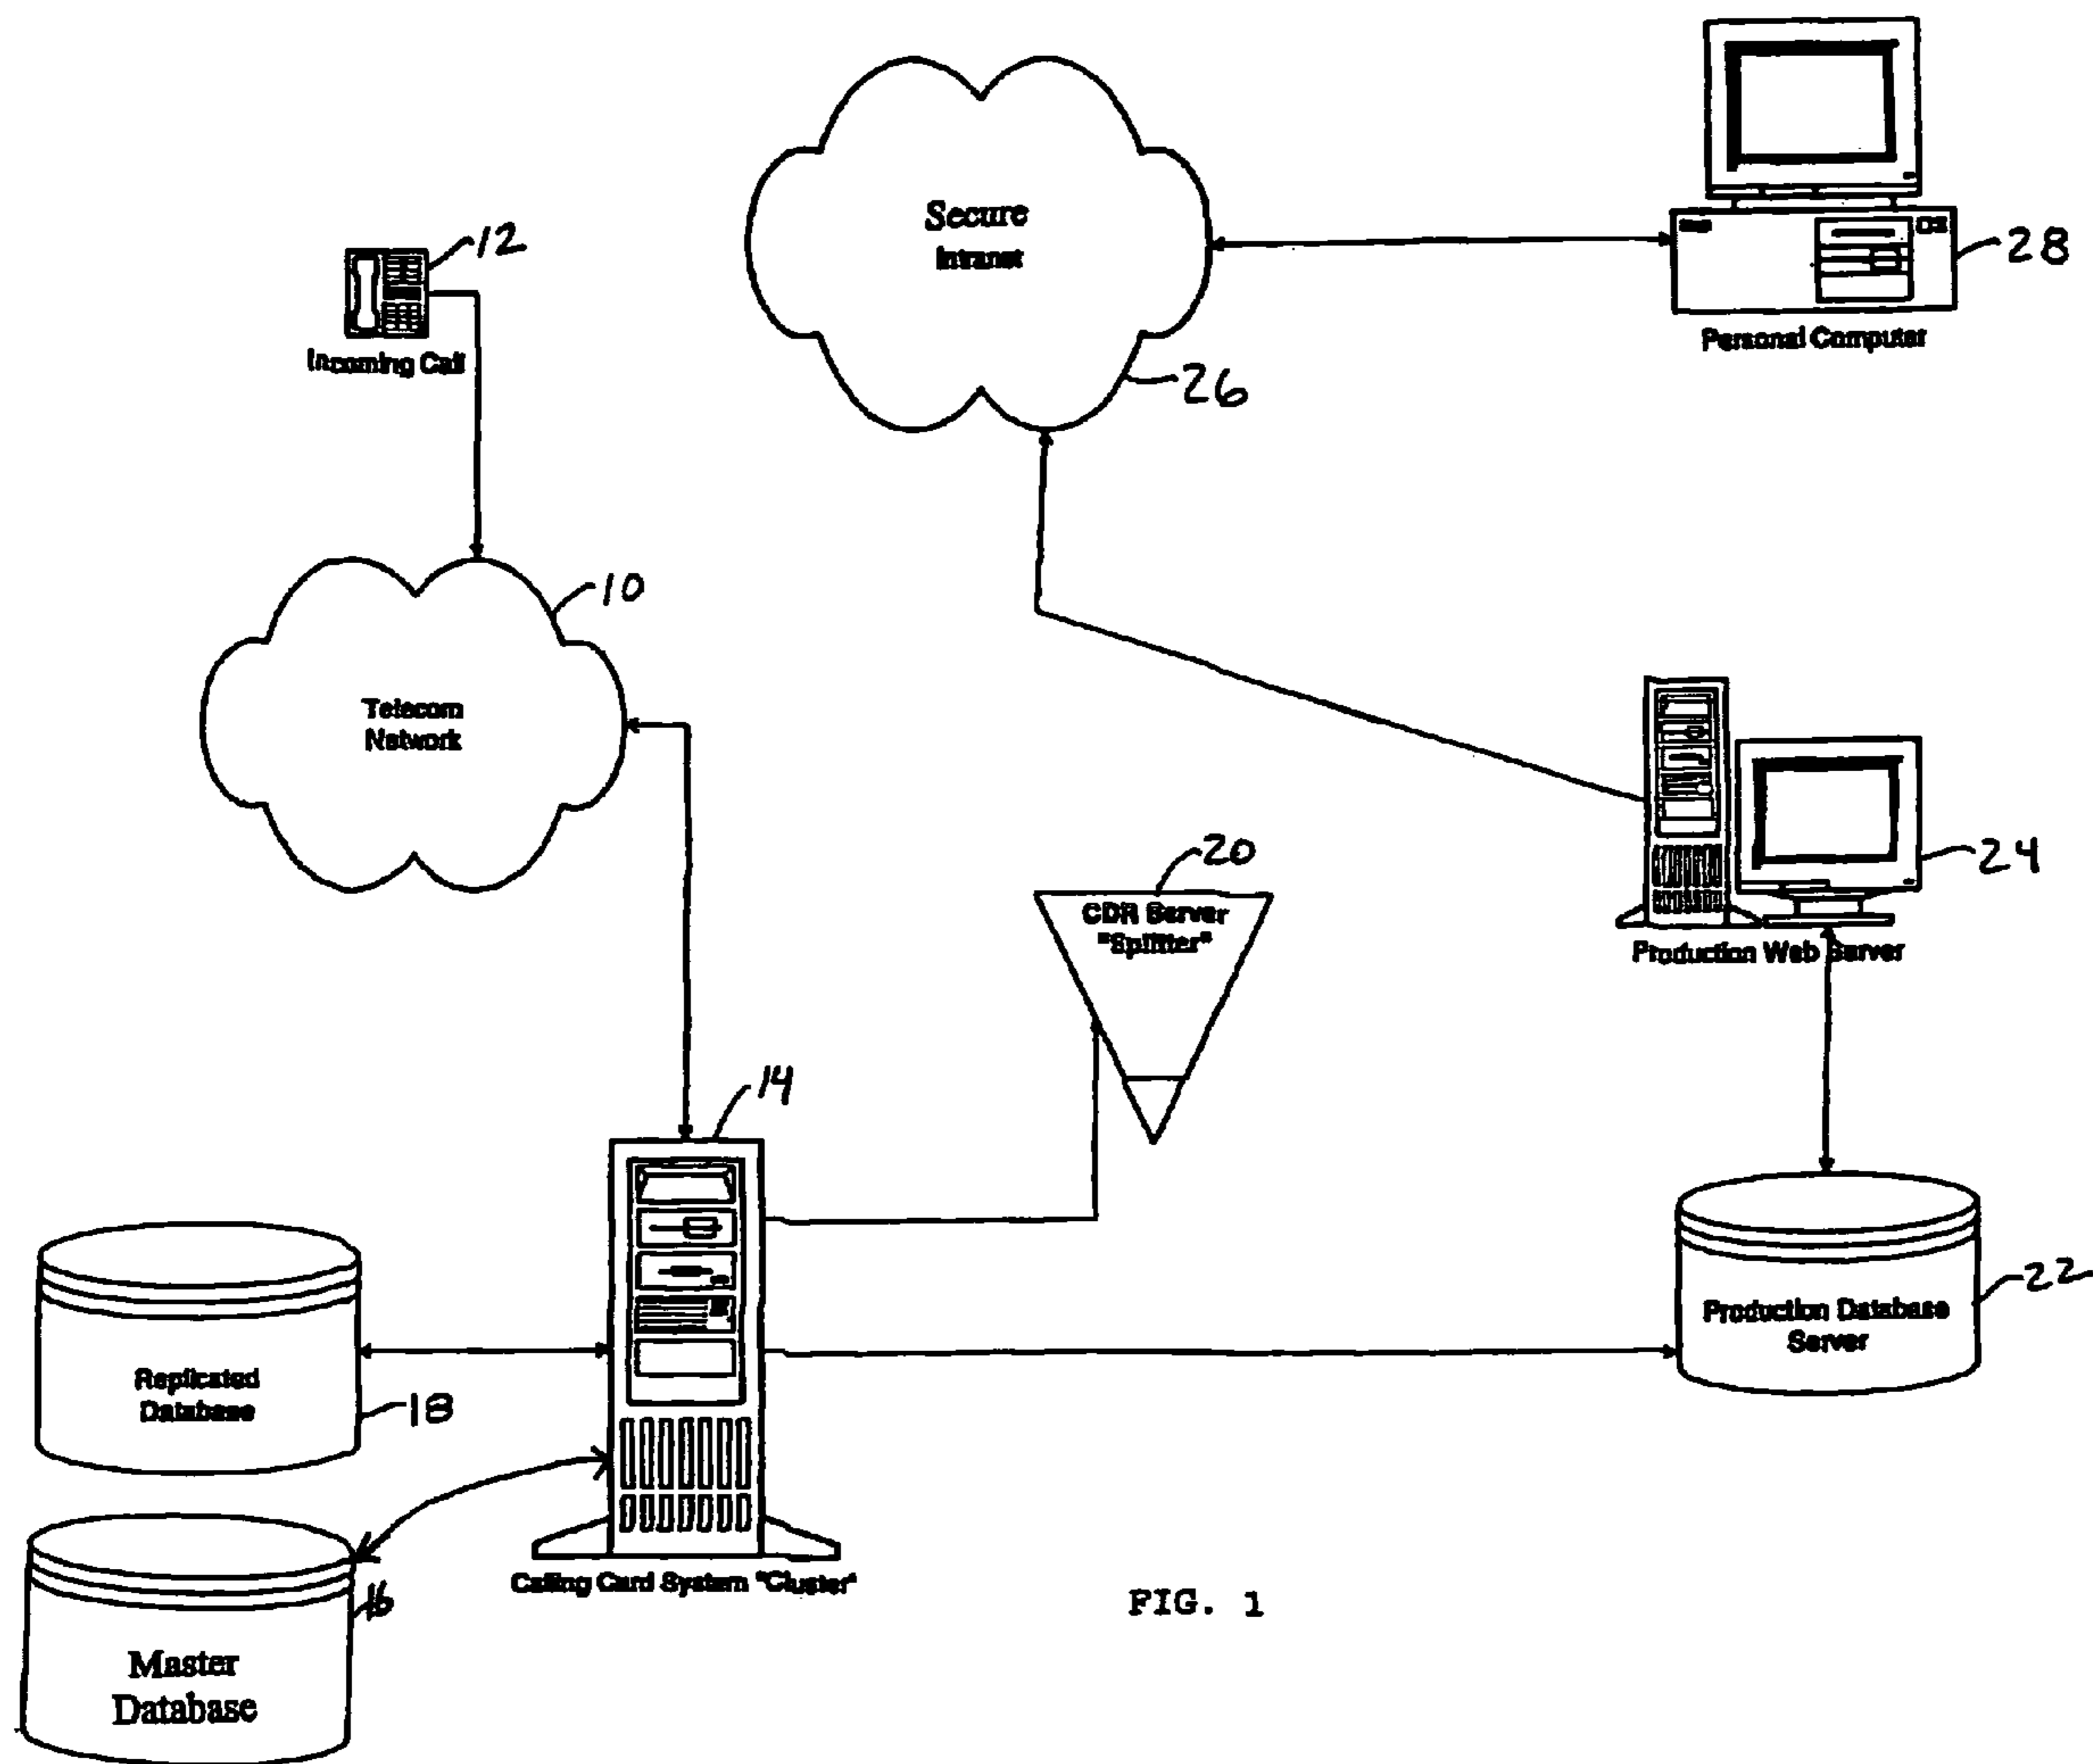 Secure
Intranet
28
Personal Computer
12
Incoming Call
26
10
Telecom
Network
20
CDR Server
"Splitter"
24
Production Web Server
14
22
Production Database
Server
Replicated
Database
18
Calling Card System "Cluster"
16
Master
Database
FIG. 1